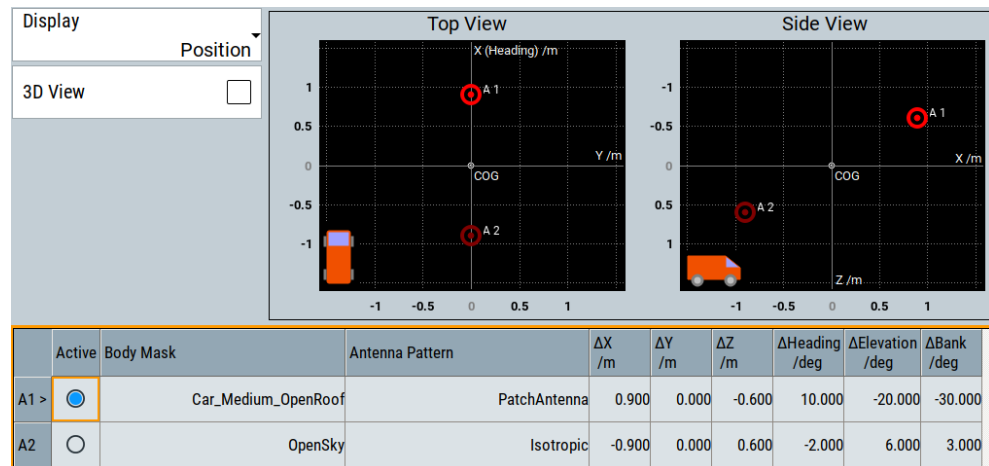 Display
Position
3D View
Top View
X (Heading) /m
1
A 1
0.5
Y /m
0
COG
-0.5
A 2
-1
-1 -0.5 0 0.5 1
Side View
-1
A 1
-0.5
X /m
0
COG
0.5
A 2
1
Z /m
-1 -0.5 0 0.5 1
Active Body Mask Antenna Pattern ΔX /m ΔY /m ΔZ /m ΔHeading /deg ΔElevation /deg ΔBank /deg
A1 > Car_Medium_OpenRoof PatchAntenna 0.900 0.000 -0.600 10.000 -20.000 -30.000
A2 OpenSky Isotropic -0.900 0.000 0.600 -2.000 6.000 3.000